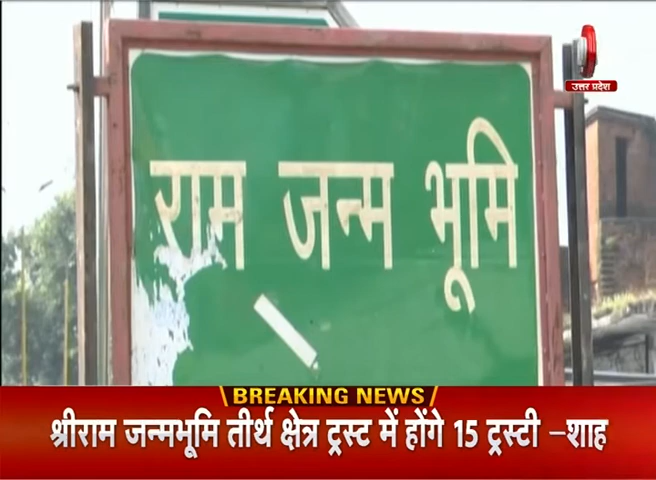 उत्तर प्रदेश
राम जन्म भूमि
BREAKING NEWS
श्रीराम जन्मभूमि तीर्थ क्षेत्र ट्रस्ट में होंगे 15 ट्रस्टी –शाह